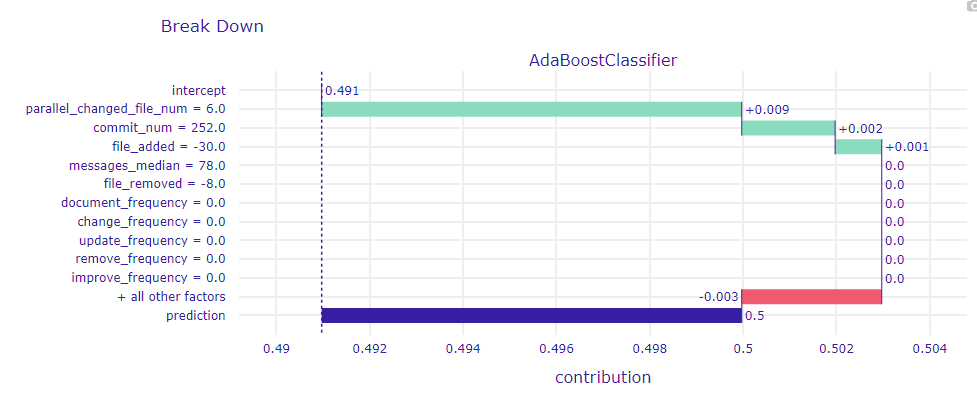 Break Down
AdaBoostClassifier
intercept 0.491
parallel_changed_file_num = 6.0 +0.009
commit_num = 252.0 +0.002
file_added = -30.0 +0.001
messages_median = 78.0 0.0
file_removed = -8.0 0.0
document_frequency = 0.0 0.0
change_frequency = 0.0 0.0
update_frequency = 0.0 0.0
remove_frequency = 0.0 0.0
improve_frequency = 0.0 0.0
+ all other factors -0.003
prediction 0.5
0.49 0.492 0.494 0.496 0.498 0.5 0.502 0.504
contribution